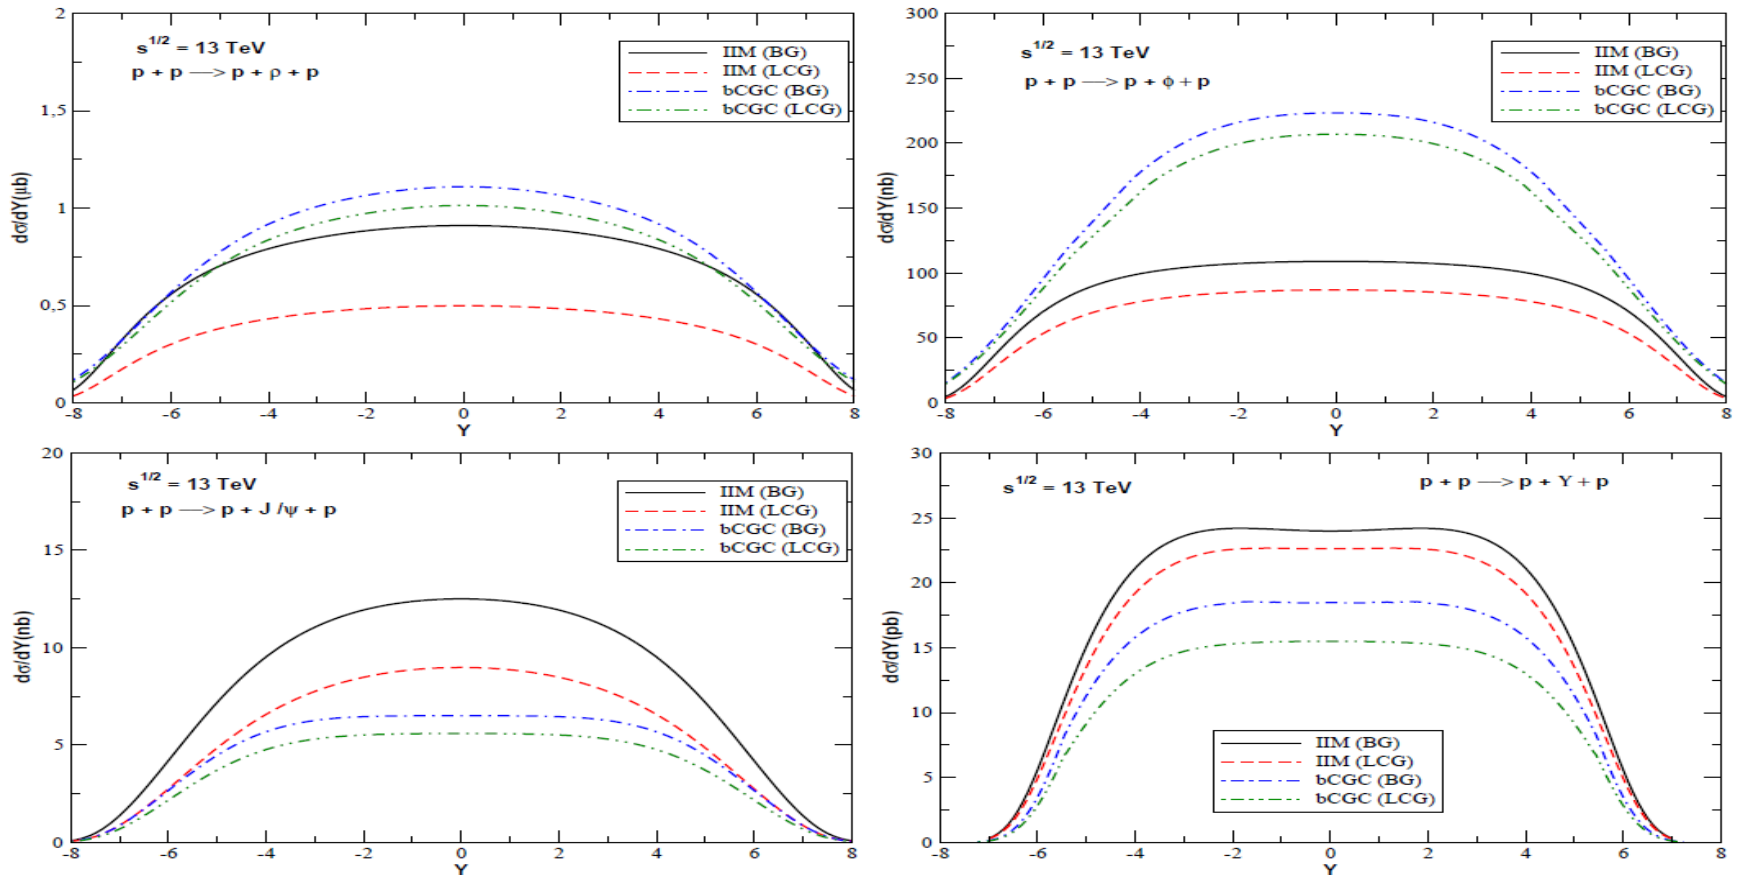 s^1/2 = 13 TeV
p + p —> p + ρ + p
IIM (BG)
IIM (LCG)
bCGC (BG)
bCGC (LCG)
dσ/dY(μb)
2
1,5
1
0,5
0
-8 -6 -4 -2 0 2 4 6 8
Y
s^1/2 = 13 TeV
p + p —> p + ϕ + p
IIM (BG)
IIM (LCG)
bCGC (BG)
bCGC (LCG)
dσ/dY(nb)
300
250
200
150
100
50
0
-8 -6 -4 -2 0 2 4 6 8
Y
s^1/2 = 13 TeV
p + p —> p + J /ψ + p
IIM (BG)
IIM (LCG)
bCGC (BG)
bCGC (LCG)
dσ/dY(nb)
20
15
10
5
0
-8 -6 -4 -2 0 2 4 6 8
Y
s^1/2 = 13 TeV
p + p —> p + Υ + p
IIM (BG)
IIM (LCG)
bCGC (BG)
bCGC (LCG)
dσ/dY(pb)
30
25
20
15
10
5
0
-8 -6 -4 -2 0 2 4 6 8
Y